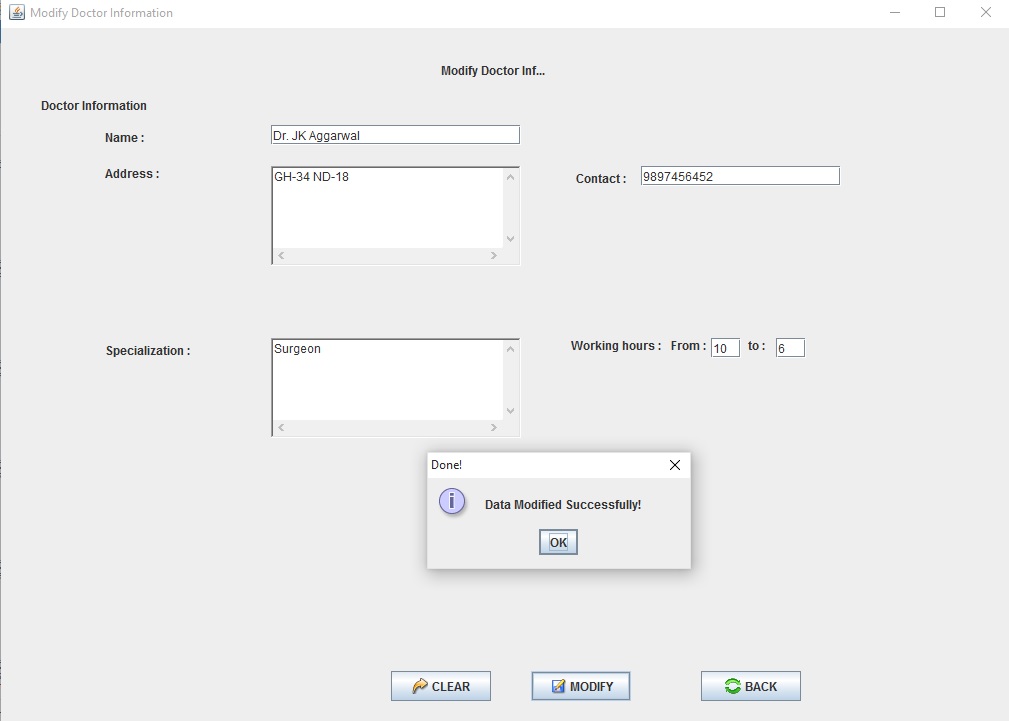 Modify Doctor Information
Modify Doctor Inf...
Doctor Information
Name :
Dr. JK Aggarwal
Address :
GH-34 ND-18
Contact :
9897456452
Specialization :
Surgeon
Working hours : From : 10 to : 6
Done!
Data Modified Successfully!
OK
CLEAR
MODIFY
BACK